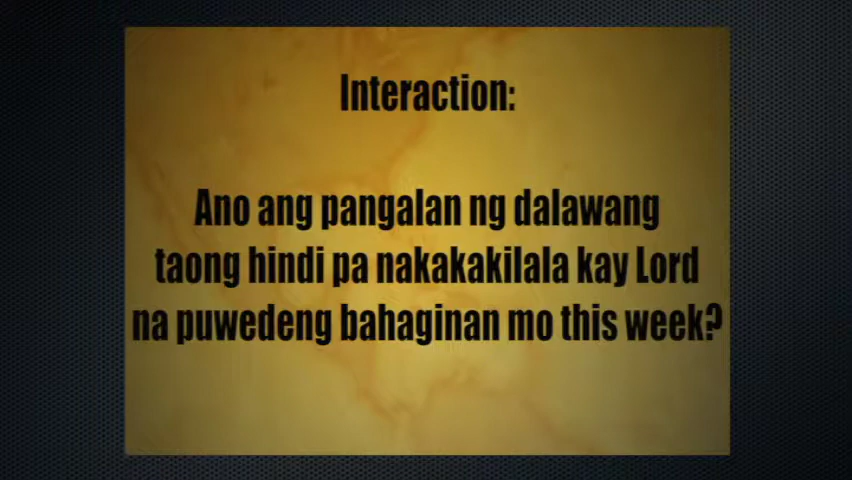 Interaction:
Ano ang pangalan ng dalawang
taong hindi pa nakakakilala kay Lord
na puwedeng bahaginan mo this week?